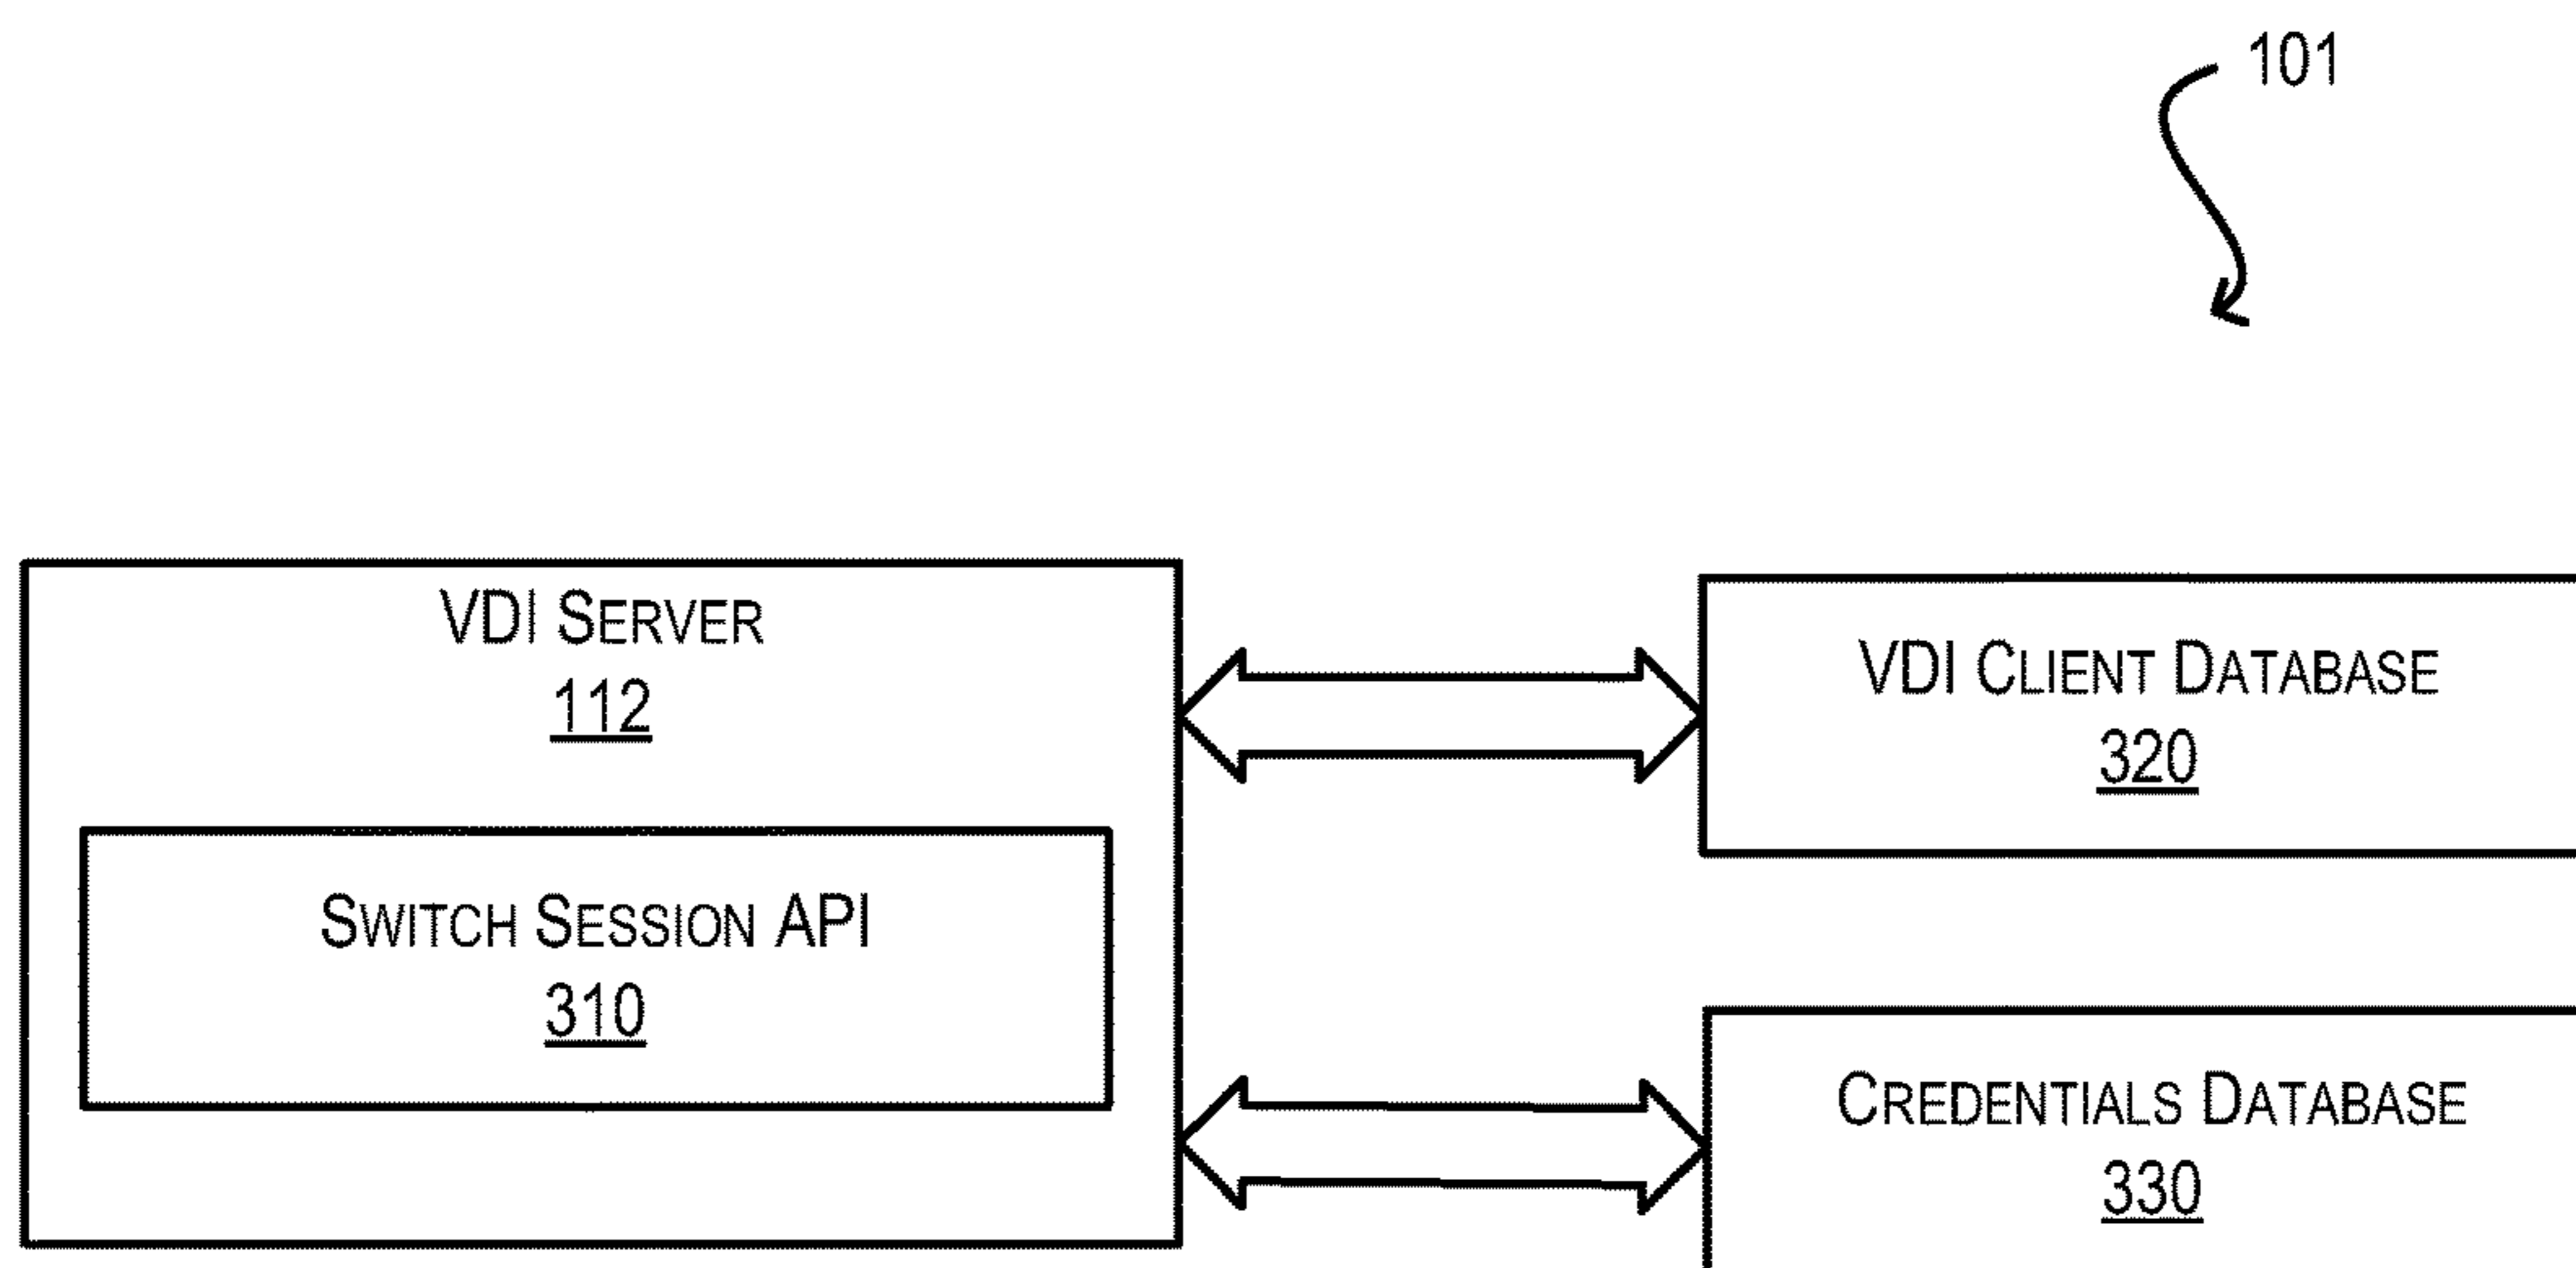 101
VDI SERVER
112
SWITCH SESSION API
310
VDI CLIENT DATABASE
320
CREDENTIALS DATABASE
330